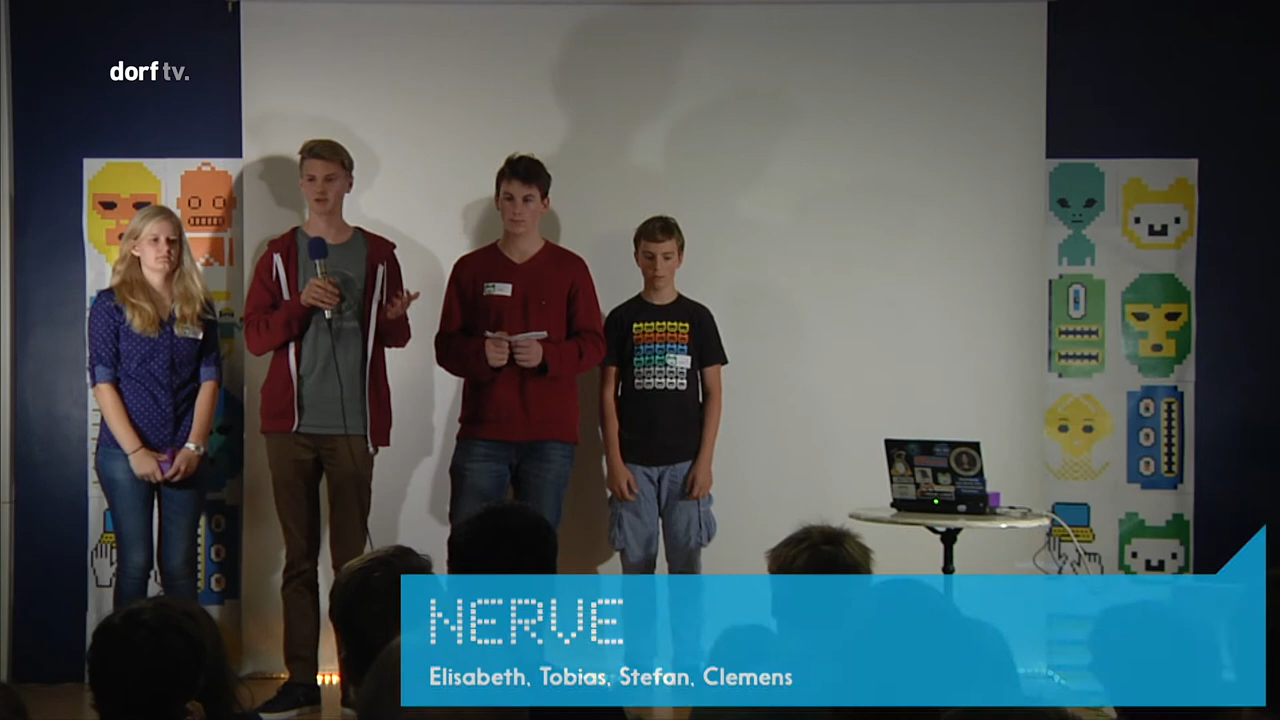 dorf tv.
NERVE
Elisabeth, Tobias, Stefan, Clemens